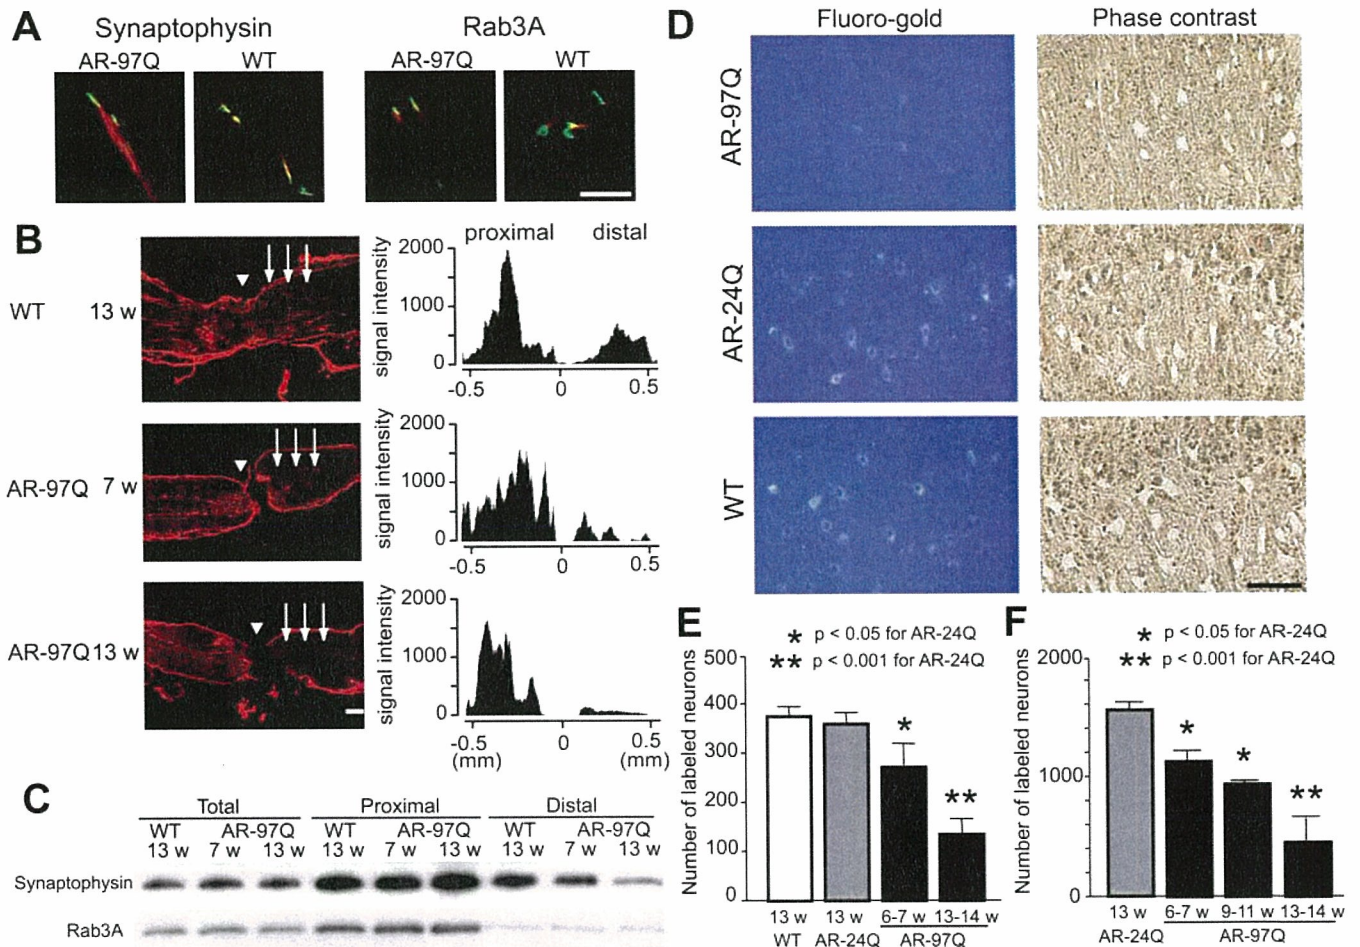 A
Synaptophysin
Rab3A
AR-97Q
WT
AR-97Q
WT
B
proximal
distal
WT
13 w
signal intensity
2000
1000
0
-0.5
0
0.5
AR-97Q
7 w
signal intensity
2000
1000
0
-0.5
0
0.5
AR-97Q 13 w
signal intensity
2000
1000
0
-0.5
0
0.5
(mm)
(mm)
C
Total
Proximal
Distal
WT
AR-97Q
WT
AR-97Q
WT
AR-97Q
13 w
7 w
13 w
13 w
7 w
13 w
13 w
7 w
13 w
Synaptophysin
Rab3A
D
Fluoro-gold
Phase contrast
AR-97Q
AR-24Q
WT
E
* p < 0.05 for AR-24Q
** p < 0.001 for AR-24Q
Number of labeled neurons
500
400
300
200
100
0
*
**
13 w
13 w
6-7 w
13-14 w
WT
AR-24Q
AR-97Q
F
* p < 0.05 for AR-24Q
** p < 0.001 for AR-24Q
Number of labeled neurons
2000
1000
0
*
*
**
13 w
6-7 w
9-11 w
13-14 w
AR-24Q
AR-97Q